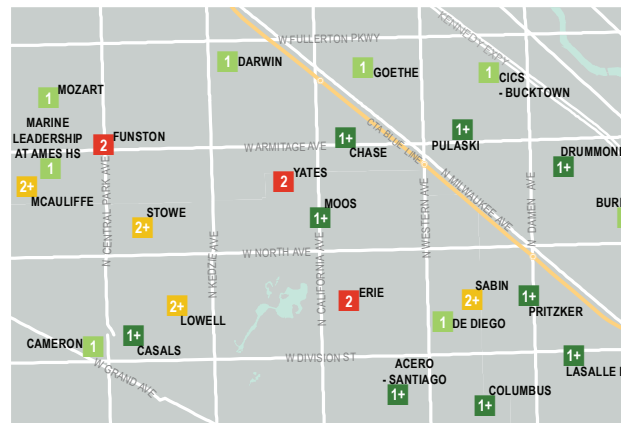 W FULLERTON PKWY
KENNEDY EXPY
1 DARWIN
1 GOETHE
1 CICS
- BUCKTOWN
1 MOZART
MARINE
LEADERSHIP
AT AMES HS
1
2 FUNSTON
W ARMITAGE AVE
1+ CHASE
CTA BLUE LINE
1+
PULASKI
1+
DRUMMOND
2+
MCAULIFFE
2 YATES
N MILWAUKEE AVE
2+
STOWE
1+ MOOS
N CENTRAL PARK AVE
N KEDZIE AVE
N CALIFORNIA AVE
N WESTERN AVE
N DAMEN AVE
W NORTH AVE
2+
LOWELL
2 ERIE
2+ SABIN
1+
PRITZKER
1 DE DIEGO
CAMERON 1
1+
CASALS
W DIVISION ST
1+
LASALLE
W GRAND AVE
ACERO
- SANTIAGO
1+
COLUMBUS
1+